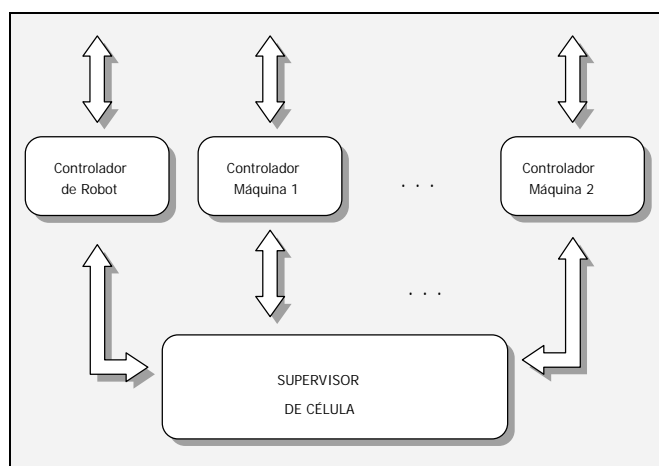 Controlador
de Robot
Controlador
Máquina 1
. . .
Controlador
Máquina 2
. . .
SUPERVISOR
DE CÉLULA